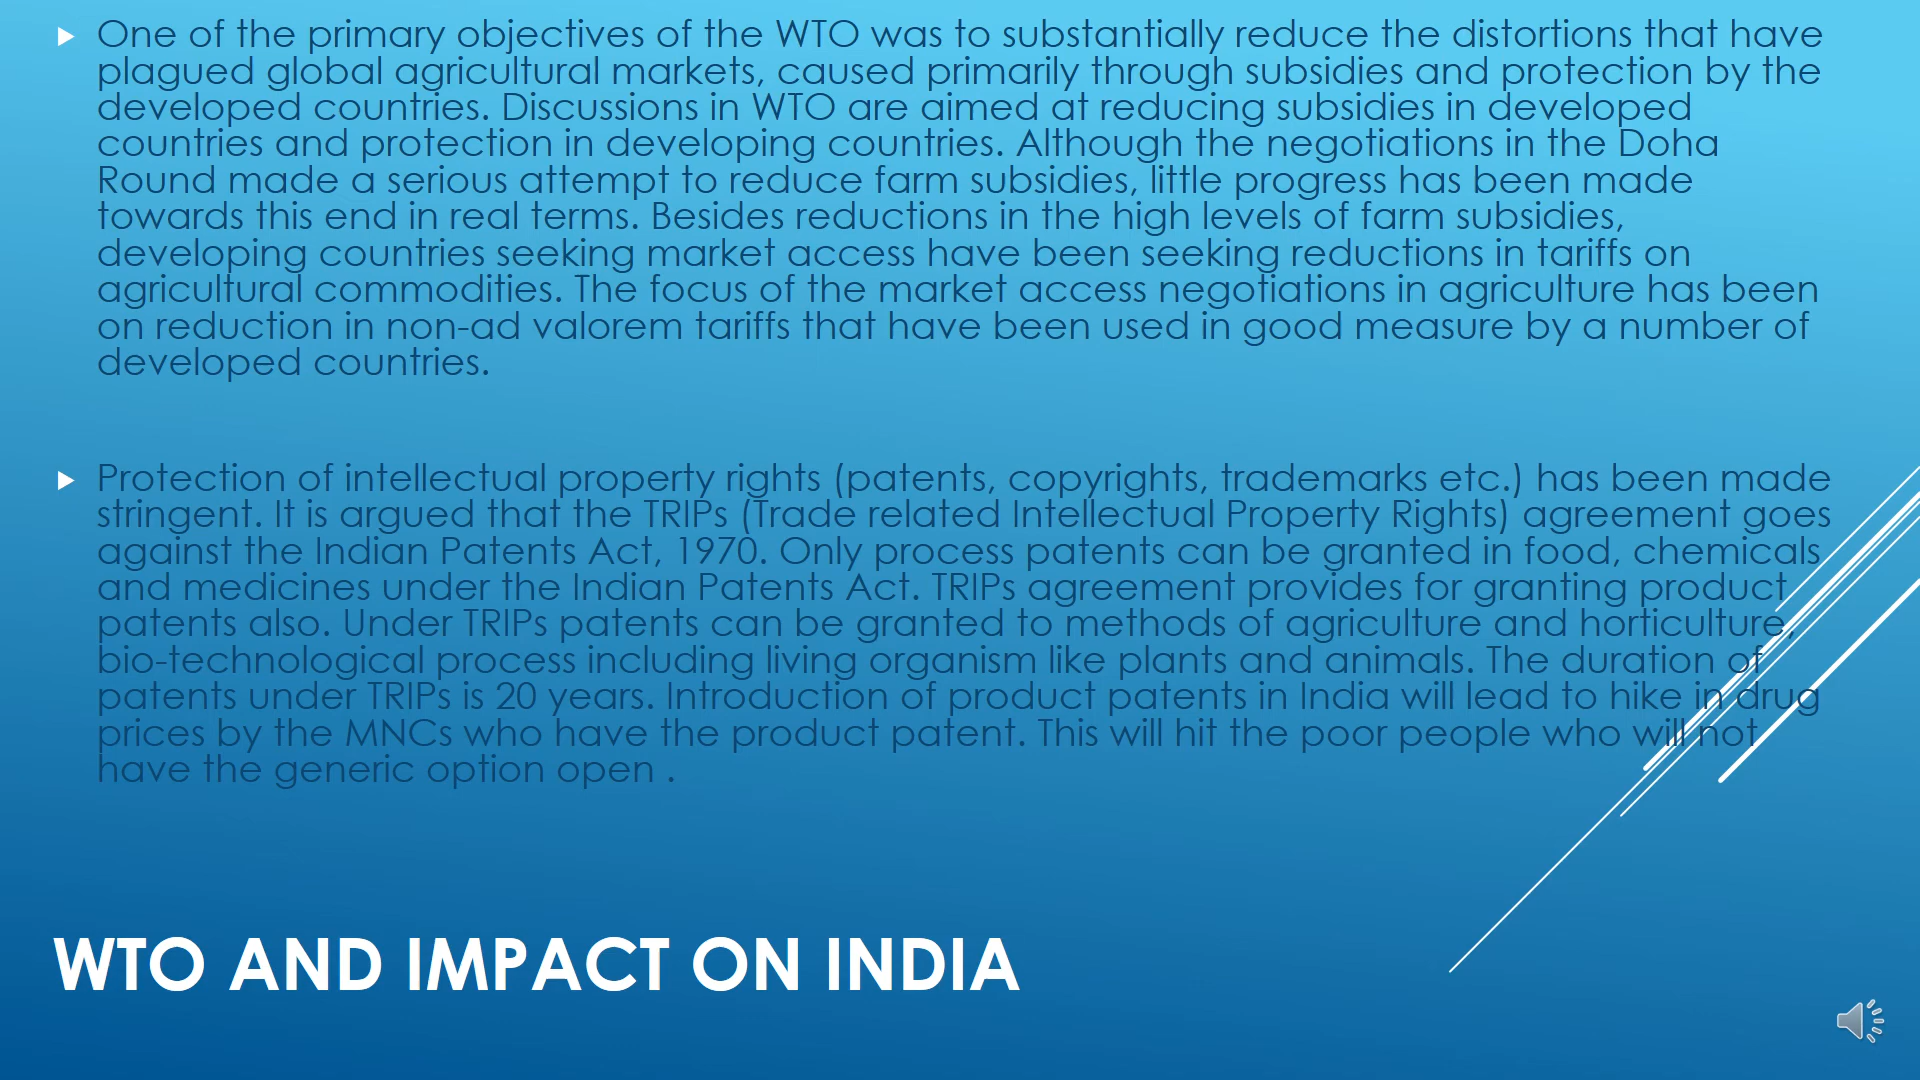 One of the primary objectives of the WTO was to substantially reduce the distortions that have
plagued global agricultural markets, caused primarily through subsidies and protection by the
developed countries. Discussions in WTO are aimed at reducing subsidies in developed
countries and protection in developing countries. Although the negotiations in the Doha
Round made a serious attempt to reduce farm subsidies, little progress has been made
towards this end in real terms. Besides reductions in the high levels of farm subsidies,
developing countries seeking market access have been seeking reductions in tariffs on
agricultural commodities. The focus of the market access negotiations in agriculture has been
on reduction in non-ad valorem tariffs that have been used in good measure by a number of
developed countries.
Protection of intellectual property rights (patents, copyrights, trademarks etc.) has been made
stringent. It is argued that the TRIPs (Trade related Intellectual Property Rights) agreement goes
against the Indian Patents Act, 1970. Only process patents can be granted in food, chemicals
and medicines under the Indian Patents Act. TRIPs agreement provides for granting product
patents also. Under TRIPs patents can be granted to methods of agriculture and horticulture,
bio-technological process including living organism like plants and animals. The duration of
patents under TRIPs is 20 years. Introduction of product patents in India will lead to hike in drug
prices by the MNCs who have the product patent. This will hit the poor people who will not
have the generic option open .
WTO AND IMPACT ON INDIA